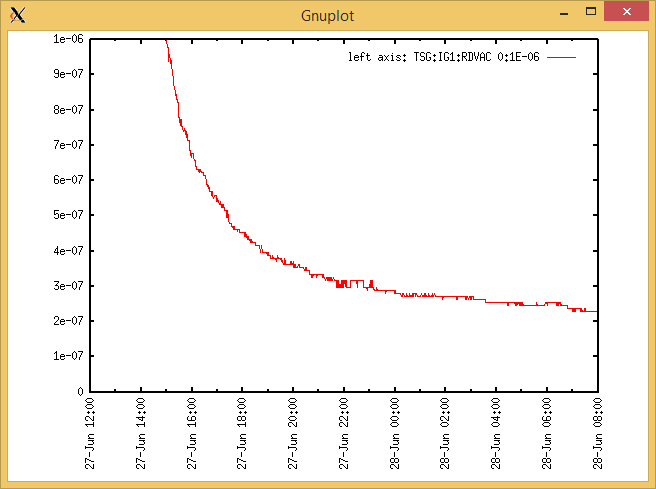 Gnuplot
left axis: TSG:IG1:RDVAC 0:1E-06
1e-06
9e-07
8e-07
7e-07
6e-07
5e-07
4e-07
3e-07
2e-07
1e-07
0
27-Jun 12:00
27-Jun 14:00
27-Jun 16:00
27-Jun 18:00
27-Jun 20:00
27-Jun 22:00
28-Jun 00:00
28-Jun 02:00
28-Jun 04:00
28-Jun 06:00
28-Jun 08:00